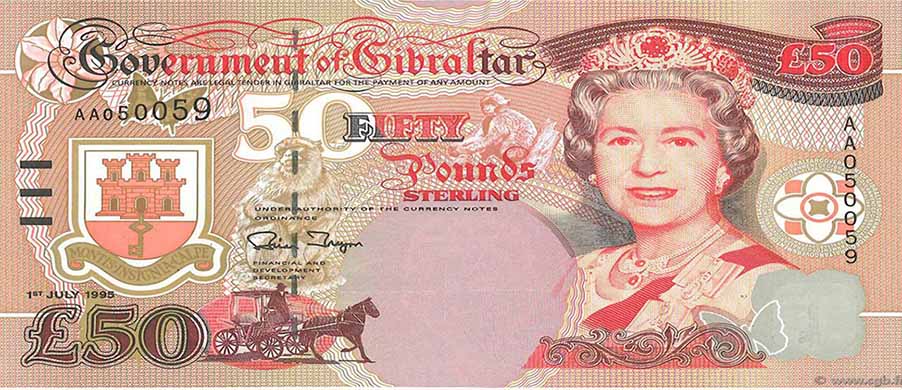 Government of Gibraltar
CURRENCY NOTES ARE LEGAL TENDER IN GIBRALTAR FOR THE PAYMENT OF ANY AMOUNT
£50
AA050059
50
FIFTY
Pounds
STERLING
AA050059
UNDER AUTHORITY OF THE CURRENCY NOTES
ORDINANCE
FINANCIAL AND
DEVELOPMENT
SECRETARY
MONTIS INSIGNIA CALPE
1ST JULY 1995
£50
© www.cgb.fr